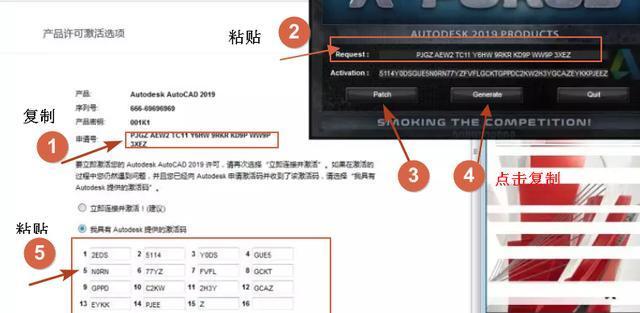 产品许可激活选项
产品: Autodesk AutoCAD 2019
序列号: 666-69696969
产品密钥: 001K1
复制
1
申请号: PJGZ AEW2 TC11 Y6HW 9RKR KD9P WW9P
3XEZ
要立即激活您的 Autodesk AutoCAD 2019 许可，请再次选择“立即连接并激活”。如果在激活的
过程中您仍然遇到问题，并且您已经向 Autodesk 申请激活码并收到了该激活码，请选择“我具有
Autodesk 提供的激活码”。
立即连接并激活！(建议)
我具有 Autodesk 提供的激活码
粘贴
5
1 2EDS 2 5114 3 Y0DS 4 GUE5
5 N0RN 6 77YZ 7 FVFL 8 GCKT
9 GPPD 10 C2KW 11 2H3Y 12 GCAZ
13 EYKK 14 PJEE 15 Z 16
粘贴
2
X-FORCE
AUTODESK 2019 PRODUCTS
Request : PJGZ AEW2 TC11 Y6HW 9RKR KD9P WW9P 3XEZ
Activation : 5114Y0DSGUE5N0RN77YZFVFLGCKTGPPDC2KW2H3YGCAZEYKKPJEEZ
Patch Generate Quit
SMOKING THE COMPETITION!
3
4
点击复制